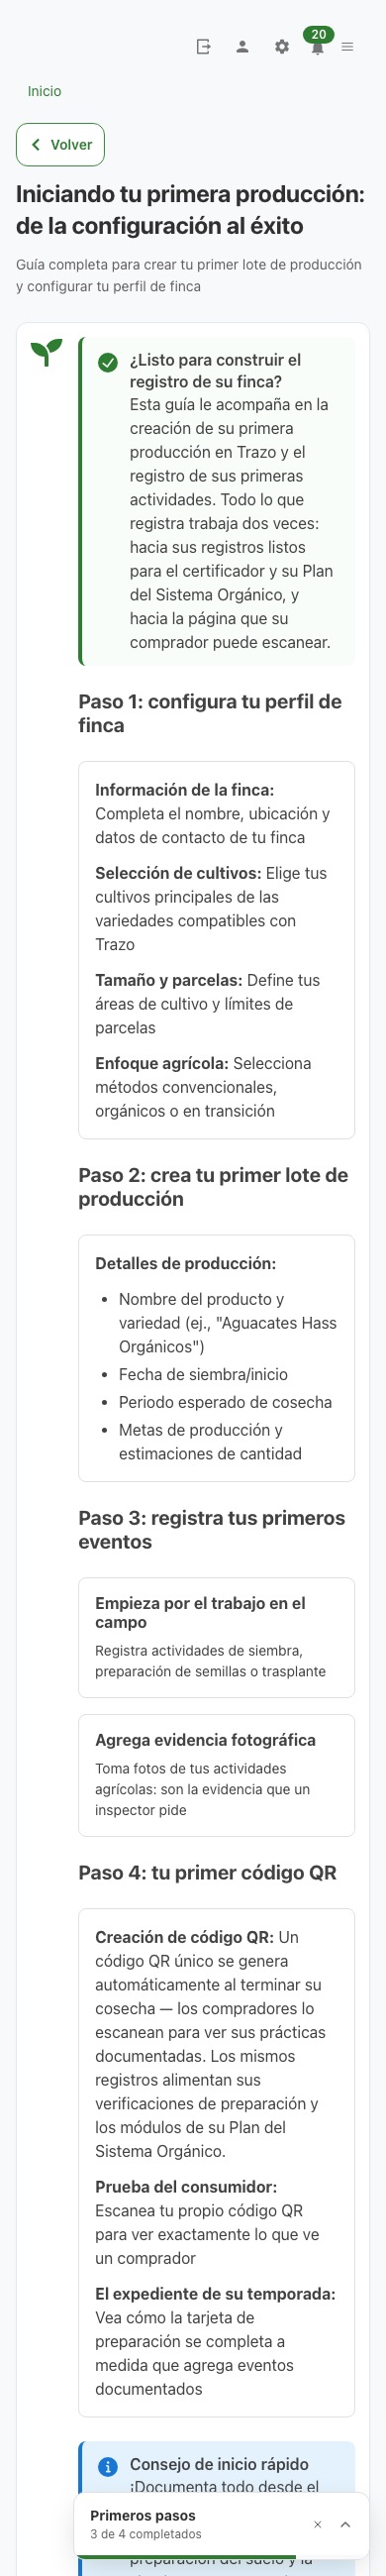 20
Inicio
Volver
Iniciando tu primera producción:
de la configuración al éxito
Guía completa para crear tu primer lote de producción
y configurar tu perfil de finca
¿Listo para construir el
registro de su finca?
Esta guía le acompaña en la
creación de su primera
producción en Trazo y el
registro de sus primeras
actividades. Todo lo que
registra trabaja dos veces:
hacia sus registros listos
para el certificador y su Plan
del Sistema Orgánico, y
hacia la página que su
comprador puede escanear.
Paso 1: configura tu perfil de
finca
Información de la finca:
Completa el nombre, ubicación y
datos de contacto de tu finca
Selección de cultivos: Elige tus
cultivos principales de las
variedades compatibles con
Trazo
Tamaño y parcelas: Define tus
áreas de cultivo y límites de
parcelas
Enfoque agrícola: Selecciona
métodos convencionales,
orgánicos o en transición
Paso 2: crea tu primer lote de
producción
Detalles de producción:
• Nombre del producto y
variedad (ej., "Aguacates Hass
Orgánicos")
• Fecha de siembra/inicio
• Periodo esperado de cosecha
• Metas de producción y
estimaciones de cantidad
Paso 3: registra tus primeros
eventos
Empieza por el trabajo en el
campo
Registra actividades de siembra,
preparación de semillas o trasplante
Agrega evidencia fotográfica
Toma fotos de tus actividades
agrícolas: son la evidencia que un
inspector pide
Paso 4: tu primer código QR
Creación de código QR: Un
código QR único se genera
automáticamente al terminar su
cosecha — los compradores lo
escanean para ver sus prácticas
documentadas. Los mismos
registros alimentan sus
verificaciones de preparación y
los módulos de su Plan del
Sistema Orgánico.
Prueba del consumidor:
Escanea tu propio código QR
para ver exactamente lo que ve
un comprador
El expediente de su temporada:
Vea cómo la tarjeta de
preparación se completa a
medida que agrega eventos
documentados
Consejo de inicio rápido
¡Documenta todo desde el
Primeros pasos
3 de 4 completados
preparación del suelo y la